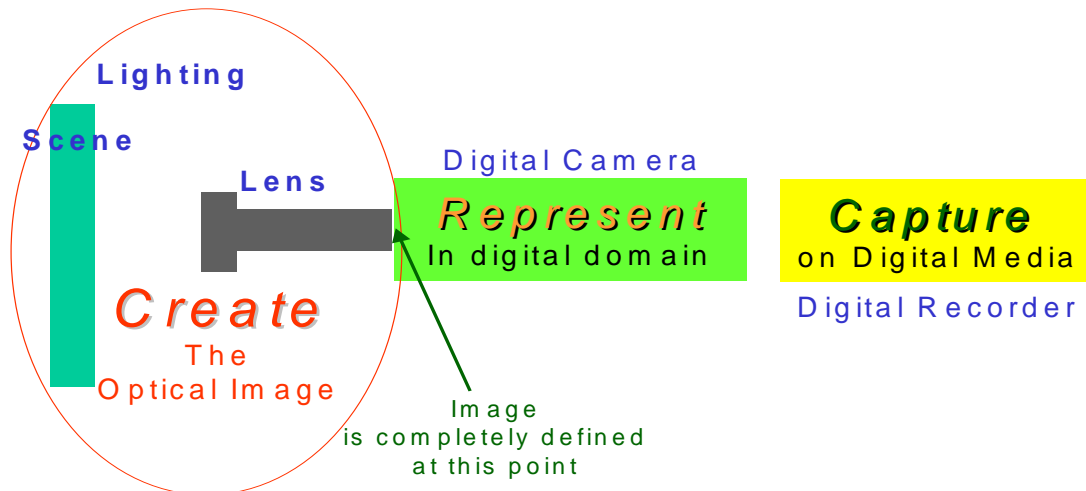 Lighting
Scene
Lens
Create
The
Optical Image
Digital Camera
Represent
In digital domain
Image
is completely defined
at this point
Capture
on Digital Media
Digital Recorder